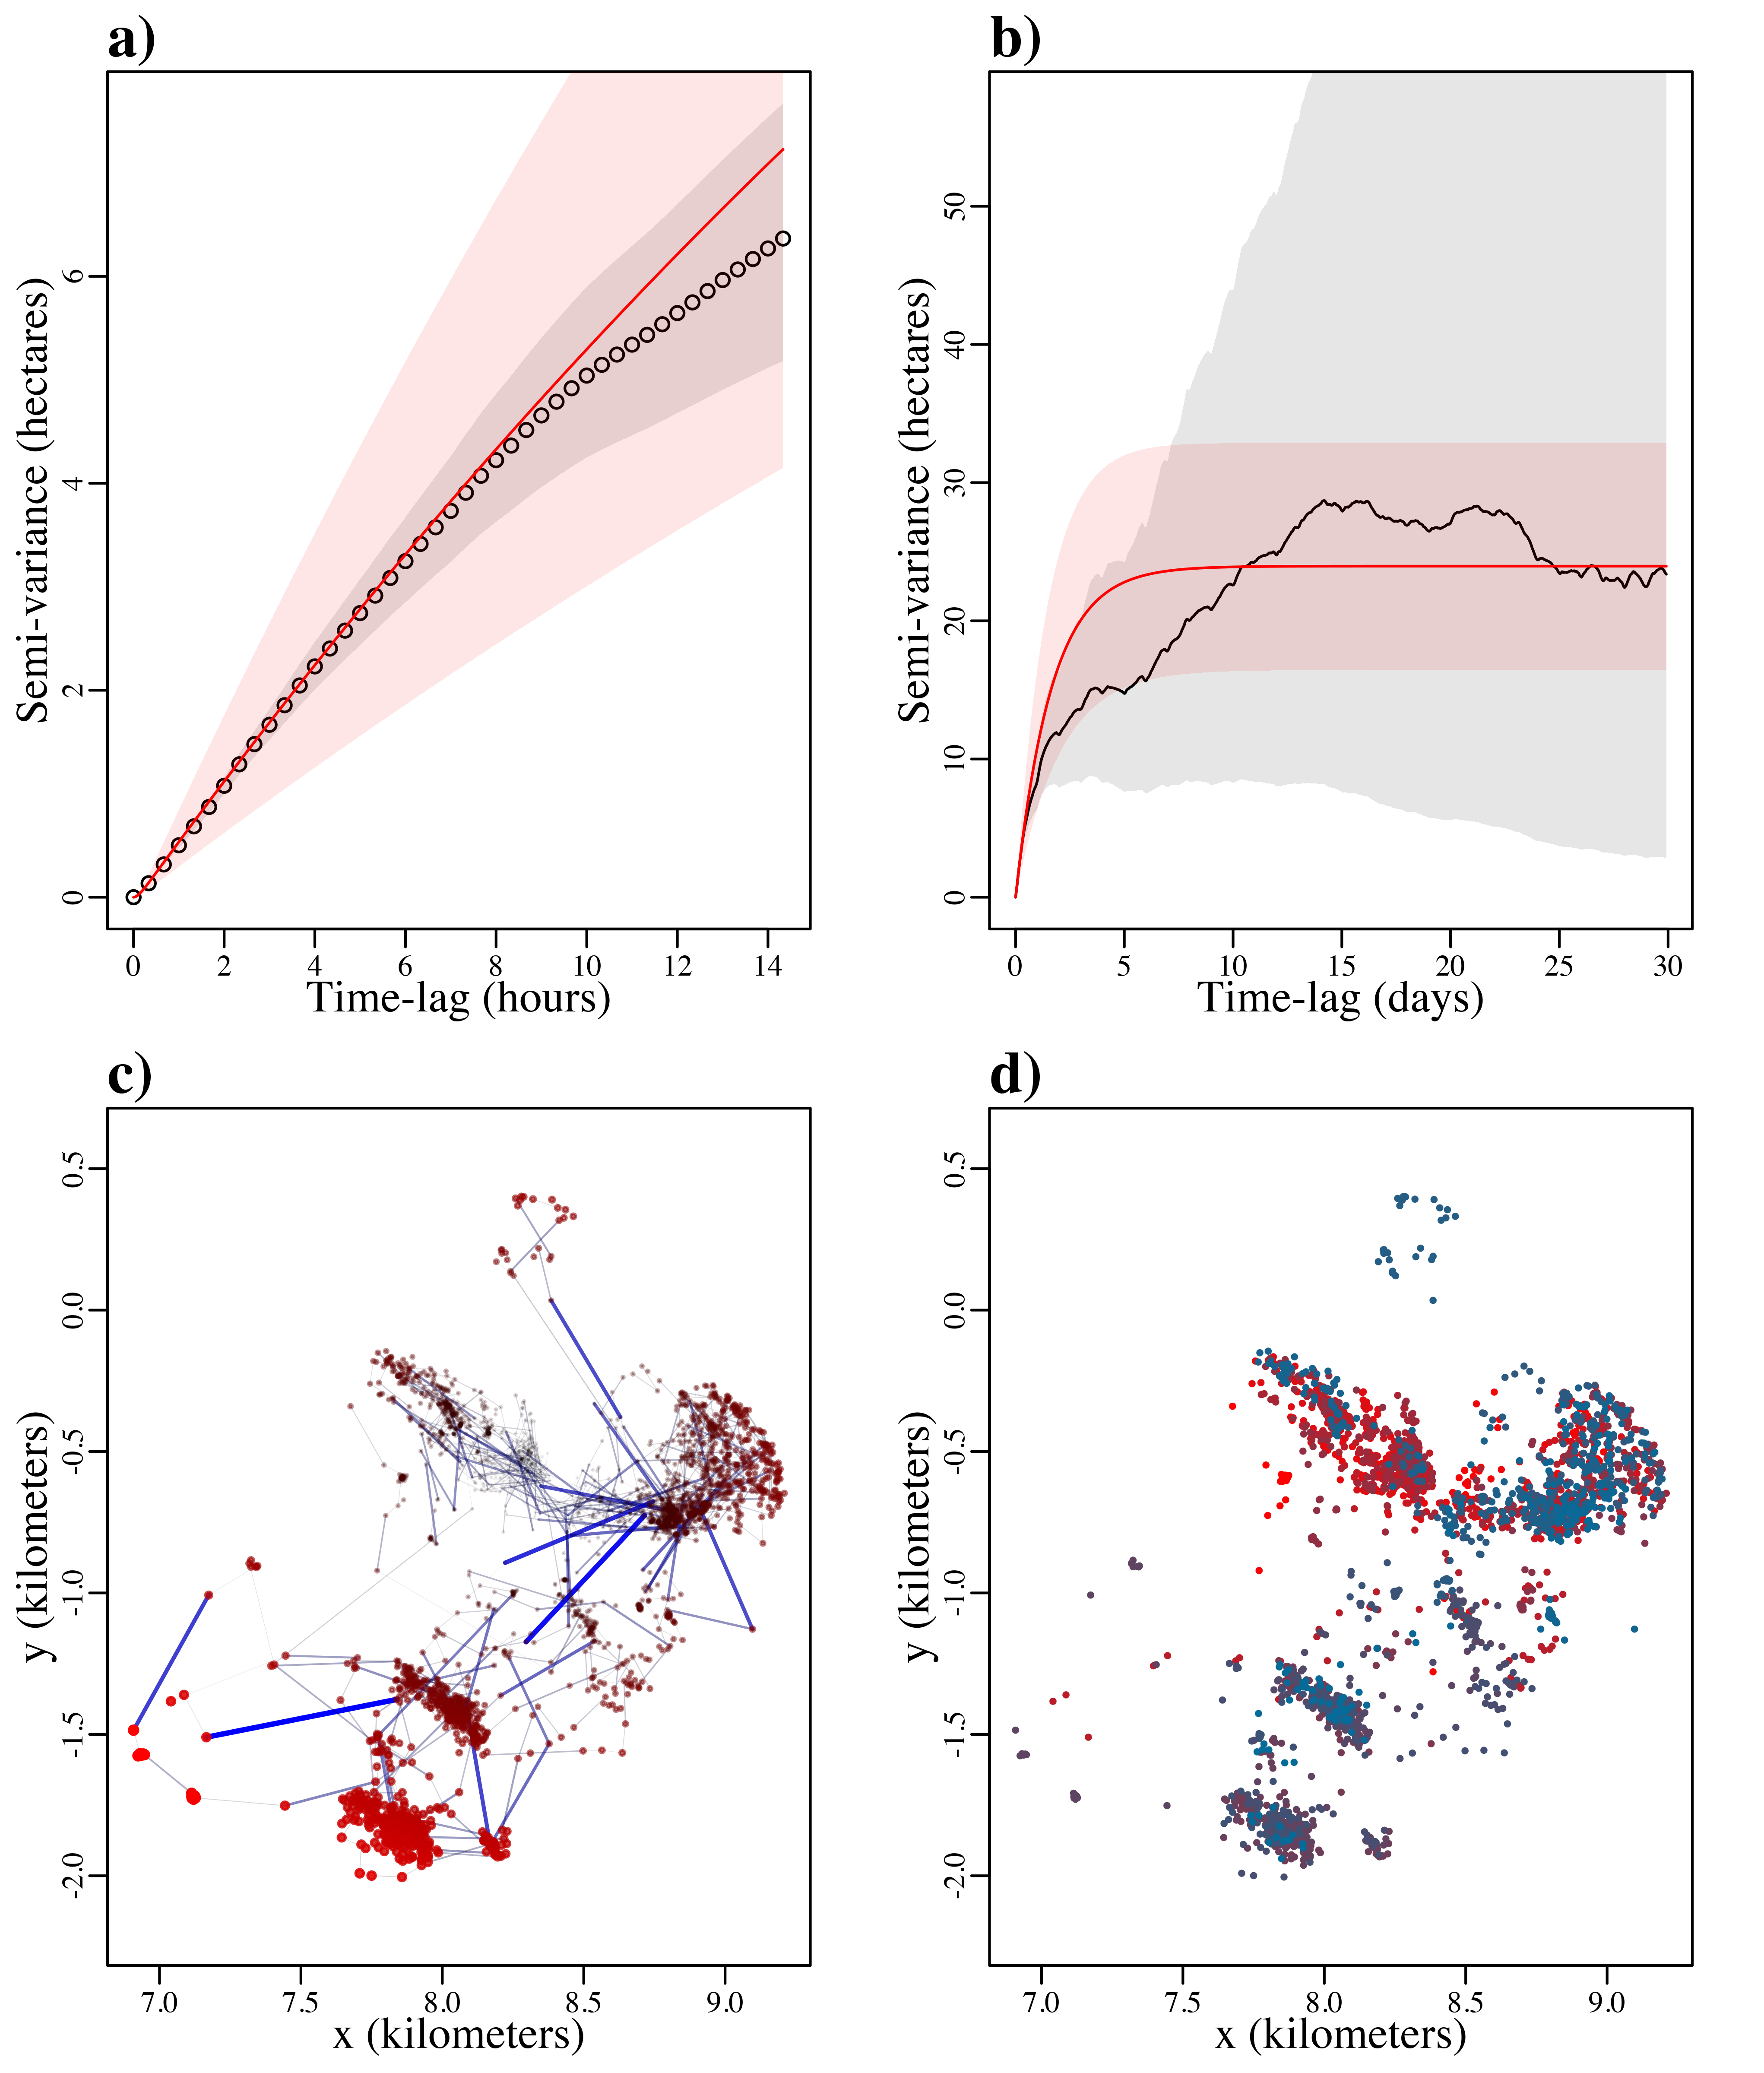 a)
b)
Semi-variance (hectares)
0 2 4 6
0 2 4 6 8 10 12 14
Time-lag (hours)
Semi-variance (hectares)
0 10 20 30 40 50
0 5 10 15 20 25 30
Time-lag (days)
c)
d)
y (kilometers)
-2.0 -1.5 -1.0 -0.5 0.0 0.5
7.0 7.5 8.0 8.5 9.0
x (kilometers)
y (kilometers)
-2.0 -1.5 -1.0 -0.5 0.0 0.5
7.0 7.5 8.0 8.5 9.0
x (kilometers)